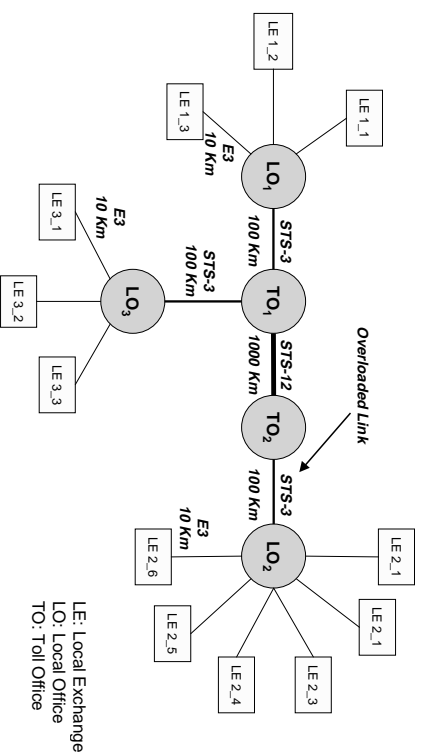 Overloaded Link
LE 1_1
LE 1_2
LE 1_3
E3
10 Km
LO1
STS-3
100 Km
TO1
STS-12
1000 Km
TO2
STS-3
100 Km
LO2
LE 2_1
LE 2_1
LE 2_3
LE 2_4
LE 2_5
LE 2_6
E3
10 Km
STS-3
100 Km
LO3
E3
10 Km
LE 3_1
LE 3_2
LE 3_3
LE: Local Exchange
LO: Local Office
TO: Toll Office